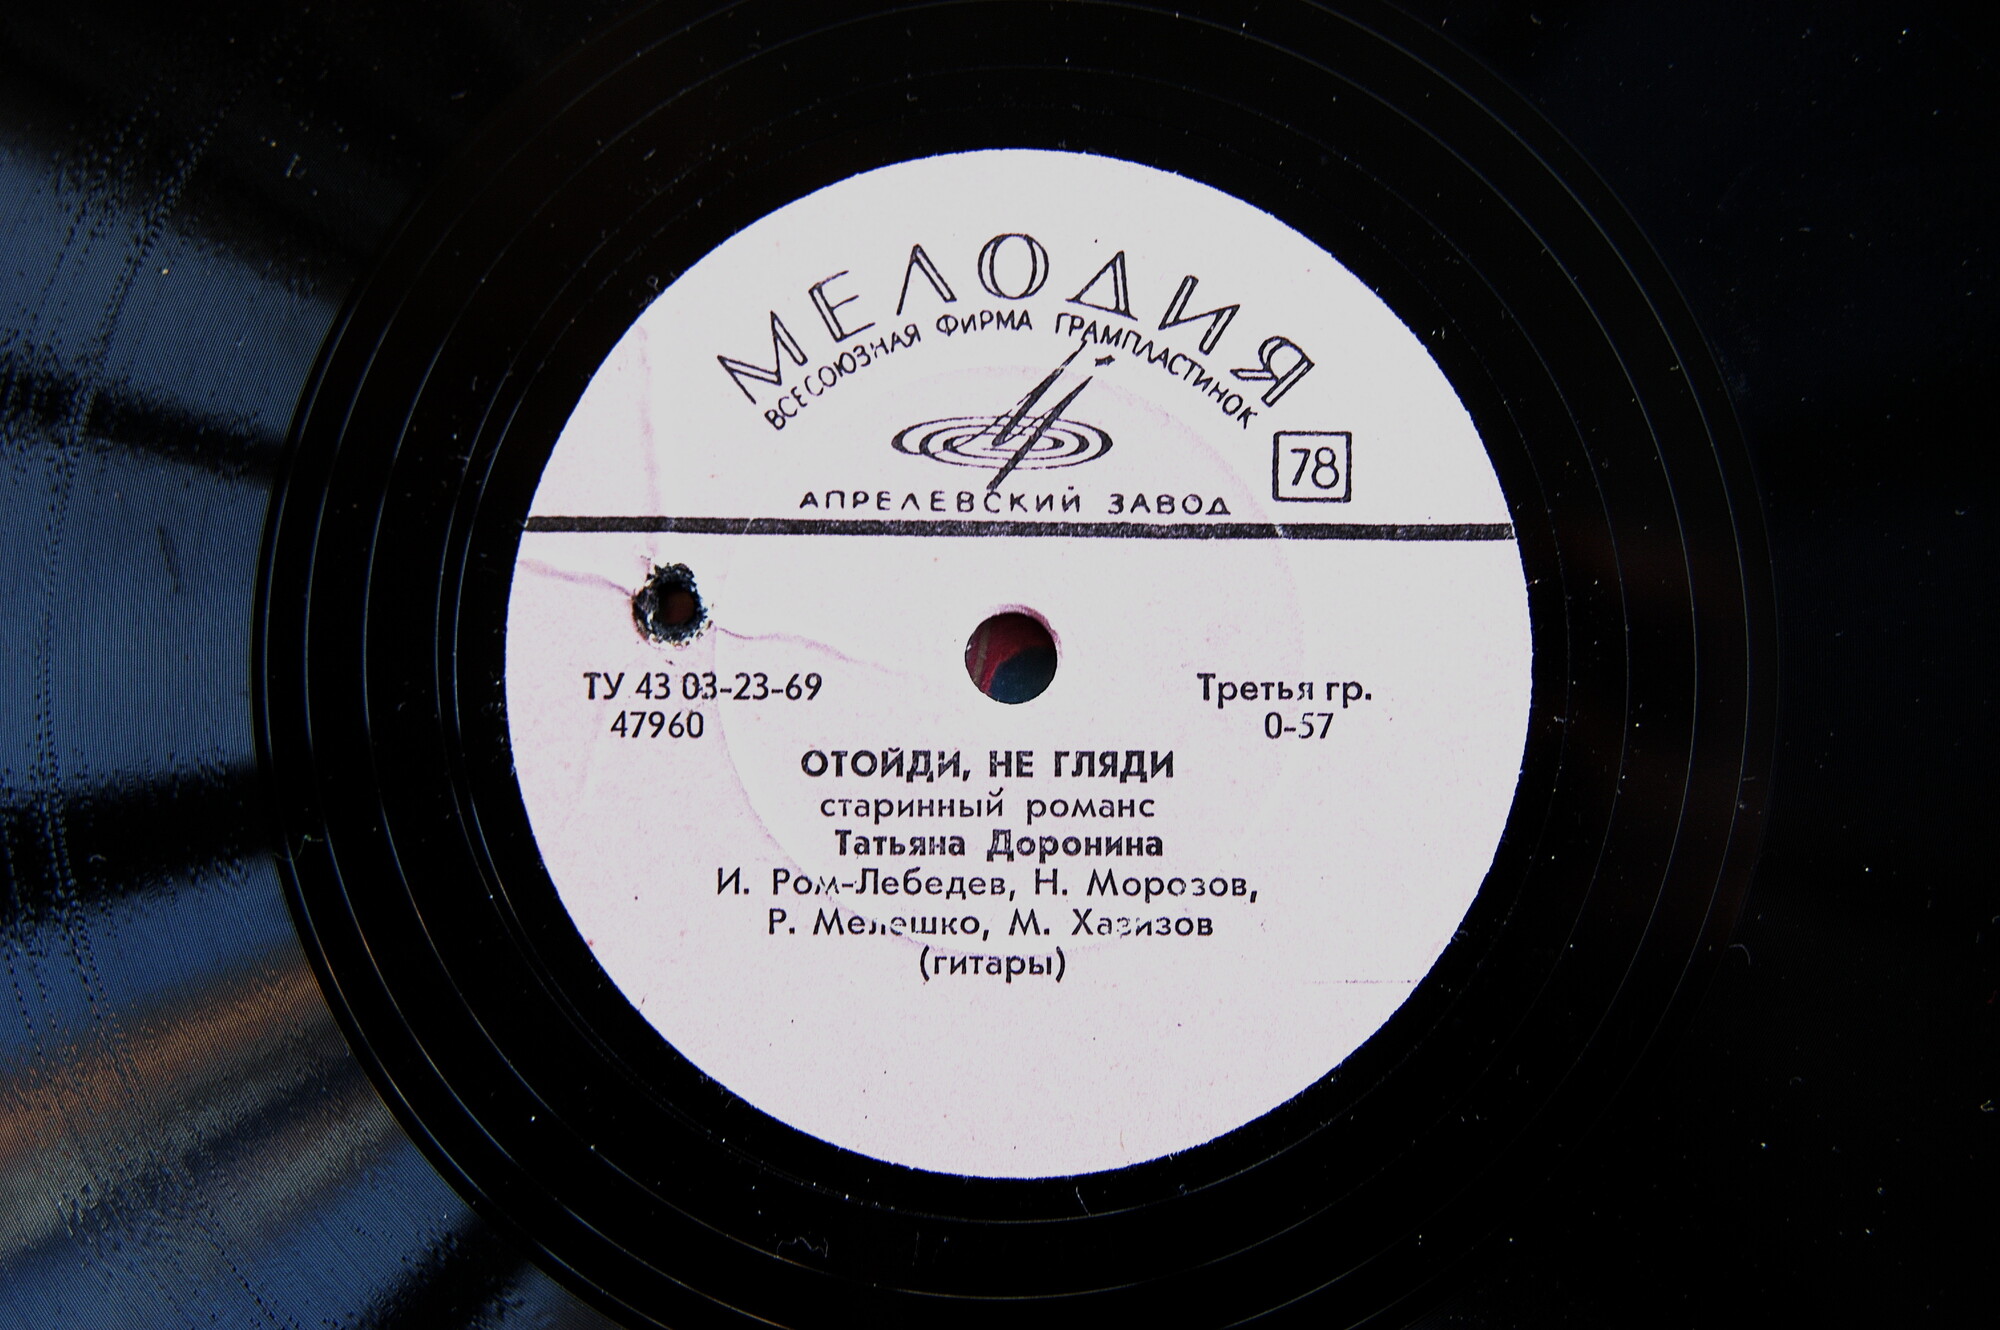 МЕЛОДИЯ
ВСЕСОЮЗНАЯ ФИРМА ГРАМПЛАСТИНОК
78
АПРЕЛЕВСКИЙ ЗАВОД
ТУ 43 03-23-69
Третья гр.
47960
0-57
ОТОЙДИ, НЕ ГЛЯДИ
старинный романс
Татьяна Доронина
И. Ром-Лебедев, Н. Морозов,
Р. Мелешко, М. Хазизов
(гитары)